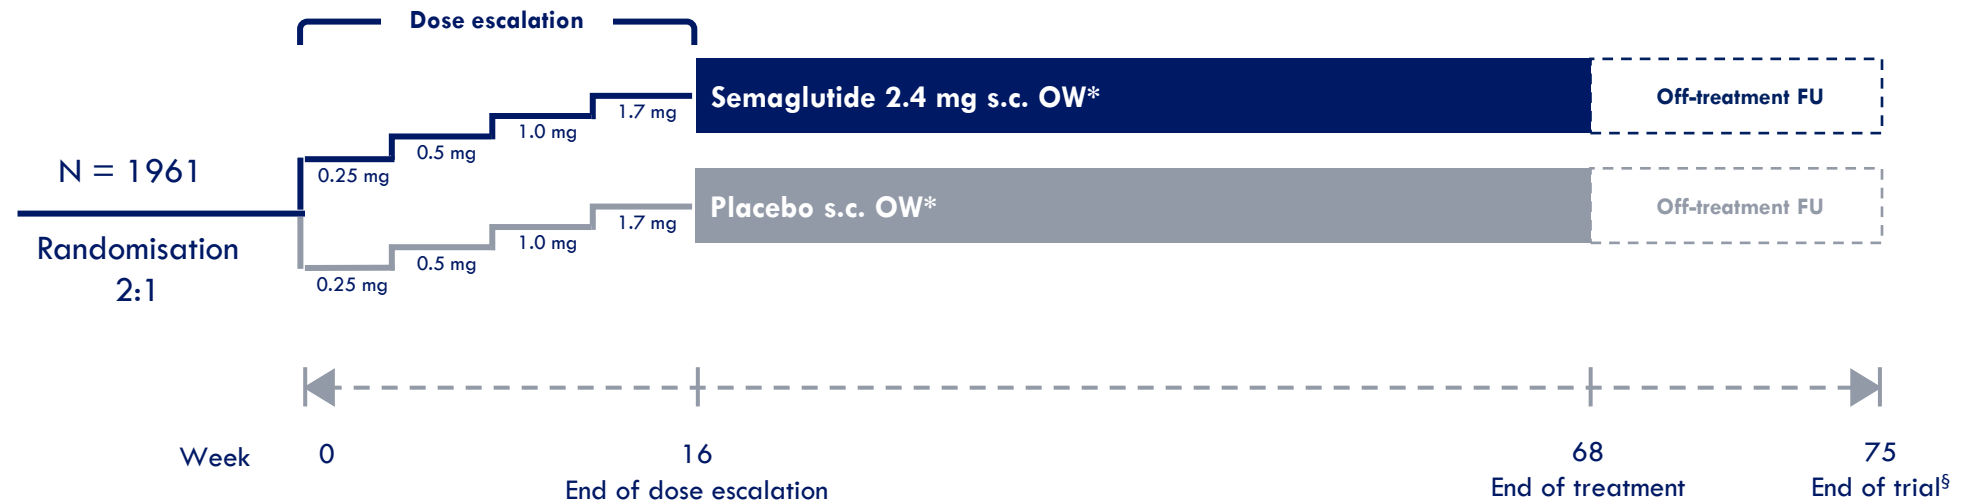 Dose escalation
Semaglutide 2.4 mg s.c. OW*
Off-treatment FU
1.7 mg
1.0 mg
0.5 mg
0.25 mg
N = 1961
Randomisation
2:1
Placebo s.c. OW*
Off-treatment FU
1.7 mg
1.0 mg
0.5 mg
0.25 mg
Week 0 16 68 75
End of dose escalation End of treatment End of trial§